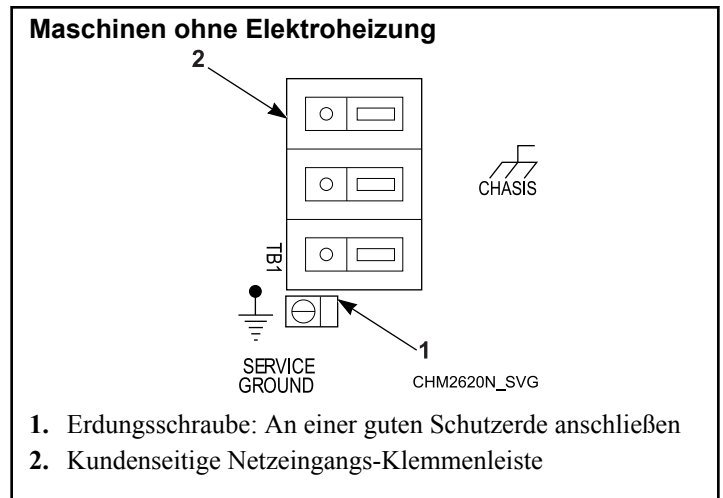 Maschinen ohne Elektroheizung
2
CHASIS
TB1
1
SERVICE
GROUND
CHM2620N_SVG
1. Erdungsschraube: An einer guten Schutzerde anschließen
2. Kundenseitige Netzeingangs-Klemmenleiste